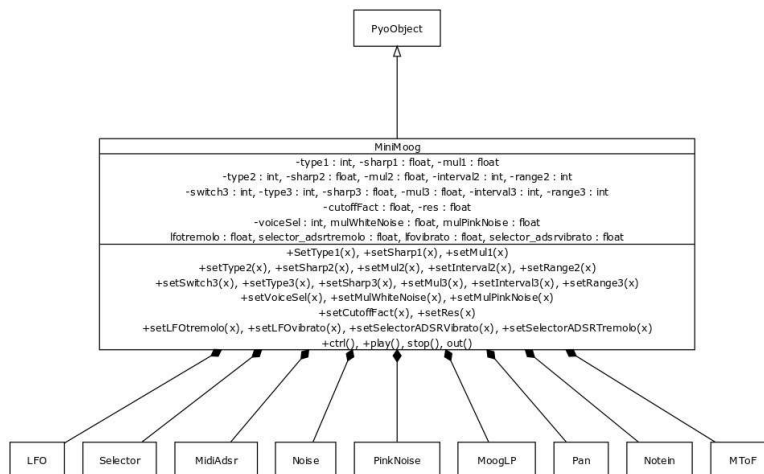 PyoObject
MiniMoog
-type1 : int, -sharp1 : float, -mul1 : float
-type2 : int, -sharp2 : float, -mul2 : float, -interval2 : int, -range2 : int
-switch3 : int, -type3 : int, -sharp3 : float, -mul3 : float, -interval3 : int, -range3 : int
-cutoffFact : float, -res : float
-voiceSel : int, mulWhiteNoise : float, mulPinkNoise : float
lfotremolo : float, selector_adsrtremolo : float, lfovibrato : float, selector_adsrvibrato : float
+SetType1(x), +setSharp1(x), +setMul1(x)
+setType2(x), +setSharp2(x), +setMul2(x), +setInterval2(x), +setRange2(x)
+setSwitch3(x), +setType3(x), +setSharp3(x), +setMul3(x), +setInterval3(x), +setRange3(x)
+setVoiceSel(x), +setMulWhiteNoise(x), +setMulPinkNoise(x)
+setCutoffFact(x), +setRes(x)
+setLFOtremolo(x), +setLFOvibrato(x), +setSelectorADSRVibrato(x), +setSelectorADSRTremolo(x)
+ctrl(), +play(), stop(), out()
LFO Selector MidiAdsr Noise PinkNoise MoogLP Pan Notein MToF